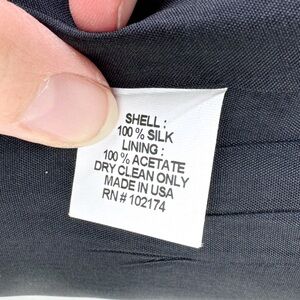 SHELL :
100 % SILK
LINING :
100 % ACETATE
DRY CLEAN ONLY
MADE IN USA
RN # 102174